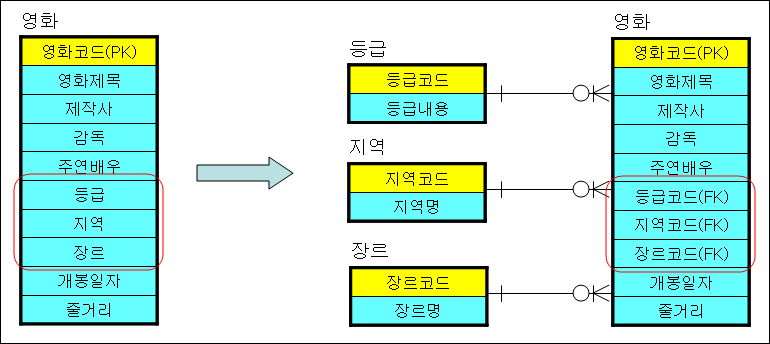 영화
영화코드(PK)
영화제목
제작사
감독
주연배우
등급
지역
장르
개봉일자
줄거리
등급
등급코드
등급내용
지역
지역코드
지역명
장르
장르코드
장르명
영화
영화코드(PK)
영화제목
제작사
감독
주연배우
등급코드(FK)
지역코드(FK)
장르코드(FK)
개봉일자
줄거리